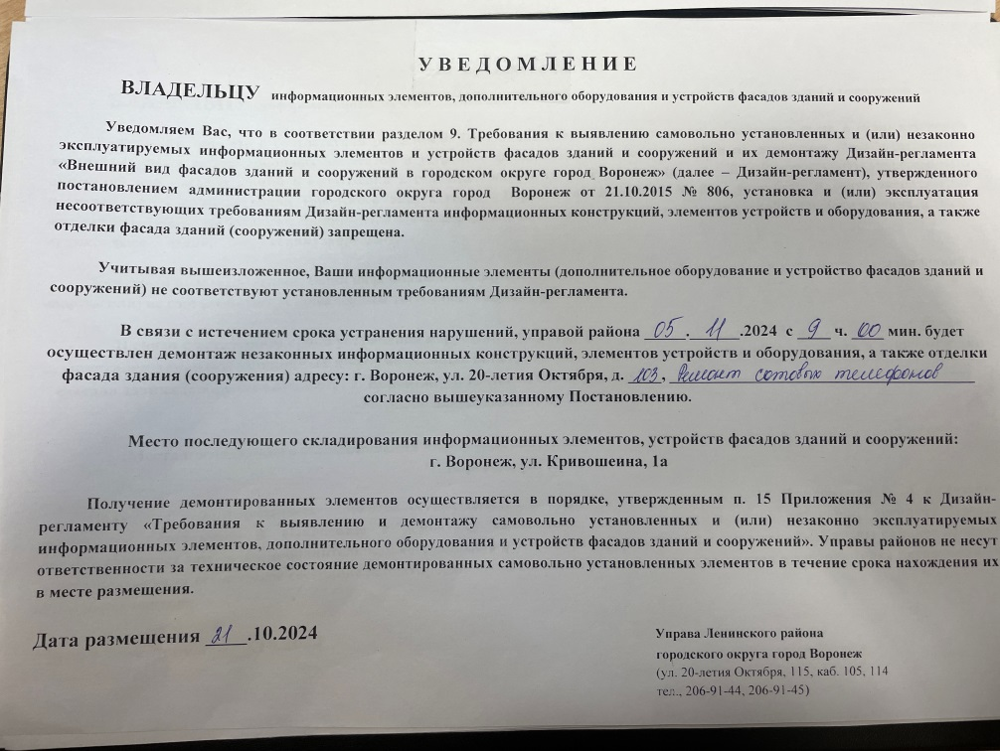 УВЕДОМЛЕНИЕ
ВЛАДЕЛЬЦУ информационных элементов, дополнительного оборудования и устройств фасадов зданий и сооружений
Уведомляем Вас, что в соответствии разделом 9. Требования к выявлению самовольно установленных и (или) незаконно
эксплуатируемых информационных элементов и устройств фасадов зданий и сооружений и их демонтажу Дизайн-регламента
«Внешний вид фасадов зданий и сооружений в городском округе город Воронеж» (далее – Дизайн-регламент), утвержденного
постановлением администрации городского округа город Воронеж от 21.10.2015 № 806, установка и (или) эксплуатация
несоответствующих требованиям Дизайн-регламента информационных конструкций, элементов устройств и оборудования, а также
отделки фасада зданий (сооружений) запрещена.
Учитывая вышеизложенное, Ваши информационные элементы (дополнительное оборудование и устройство фасадов зданий и
сооружений) не соответствуют установленным требованиям Дизайн-регламента.
В связи с истечением срока устранения нарушений, управой района 05.11.2024 с 9 ч. 00 мин. будет
осуществлен демонтаж незаконных информационных конструкций, элементов устройств и оборудования, а также отделки
фасада здания (сооружения) адресу: г. Воронеж, ул. 20-летия Октября, д. 103, Ремонт сотовых телефонов
согласно вышеуказанному Постановлению.
Место последующего складирования информационных элементов, устройств фасадов зданий и сооружений:
г. Воронеж, ул. Кривошеина, 1а
Получение демонтированных элементов осуществляется в порядке, утвержденным п. 15 Приложения № 4 к Дизайн-
регламенту «Требования к выявлению и демонтажу самовольно установленных и (или) незаконно эксплуатируемых
информационных элементов, дополнительного оборудования и устройств фасадов зданий и сооружений». Управы районов не несут
ответственности за техническое состояние демонтированных самовольно установленных элементов в течение срока нахождения их
в месте размещения.
Дата размещения 21.10.2024
Управа Ленинского района
городского округа город Воронеж
(ул. 20-летия Октября, 115, каб. 105, 114
тел., 206-91-44, 206-91-45)